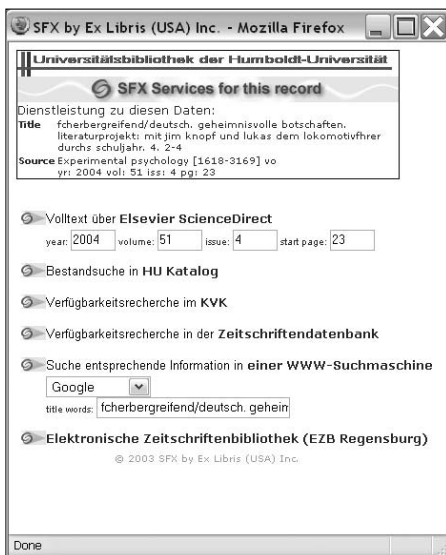 SFX by Ex Libris (USA) Inc. - Mozilla Firefox
Universitätsbibliothek der Humboldt-Universität
SFX Services for this record
Dienstleistung zu diesen Daten:
Title fcherbergreifend/deutsch. geheimnisvolle botschaften.
literaturprojekt: mit jim knopf und lukas dem lokomotivfhrer
durchs schuljahr. 4. 2-4
Source Experimental psychology [1618-3169] vo
yr: 2004 vol: 51 iss: 4 pg: 23
Volltext über Elsevier ScienceDirect
year: 2004 volume: 51 issue: 4 start page: 23
Bestandsuche in HU Katalog
Verfügbarkeitsrecherche im KVK
Verfügbarkeitsrecherche in der Zeitschriftendatenbank
Suche entsprechende Information in einer WWW-Suchmaschine
Google
title words: fcherbergreifend/deutsch. geheim
Elektronische Zeitschriftenbibliothek (EZB Regensburg)
© 2003 SFX by Ex Libris (USA) Inc.
Done